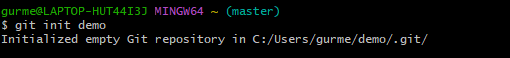 gurme@LAPTOP-HUT44I3J MINGW64 ~ (master)
$ git init demo
Initialized empty Git repository in C:/Users/gurme/demo/.git/